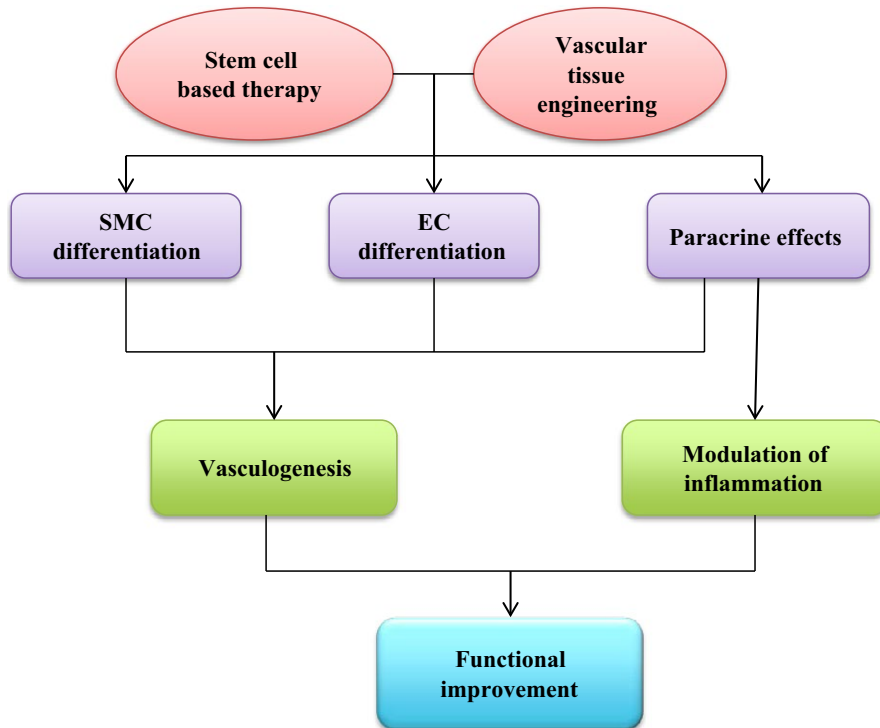 Stem cell
based therapy
Vascular
tissue
engineering
SMC
differentiation
EC
differentiation
Paracrine effects
Vasculogenesis
Modulation of
inflammation
Functional
improvement